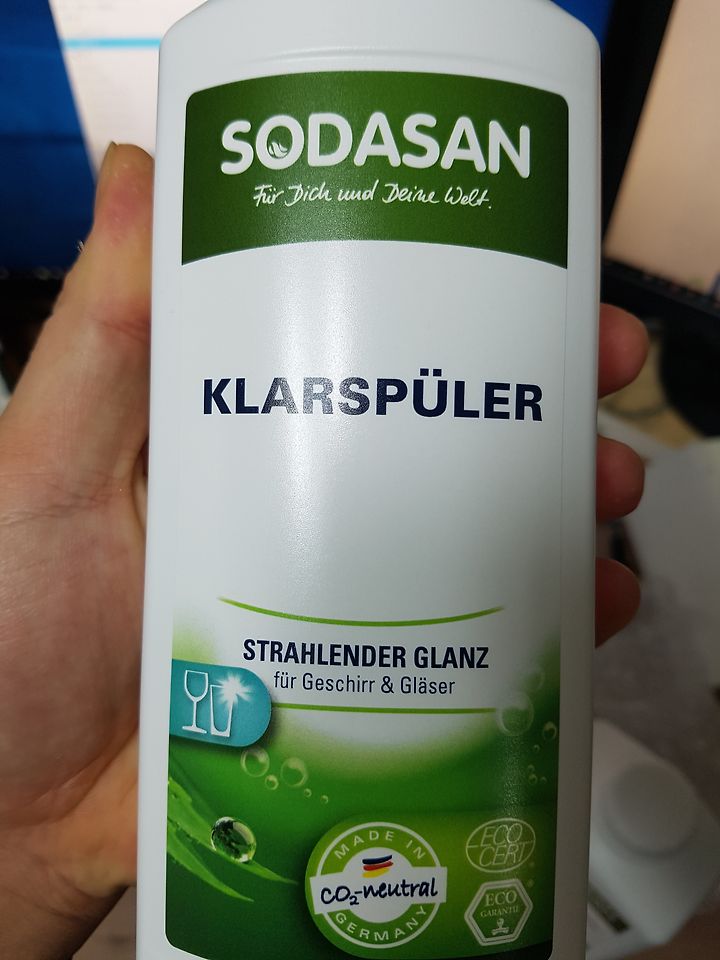 SODASAN
Für Dich und Deine Welt.
KLARSPÜLER
STRAHLENDER GLANZ
für Geschirr & Gläser
MADE IN
CO₂-neutral
GERMANY
ECO
CERT
ECO
GARANTIE